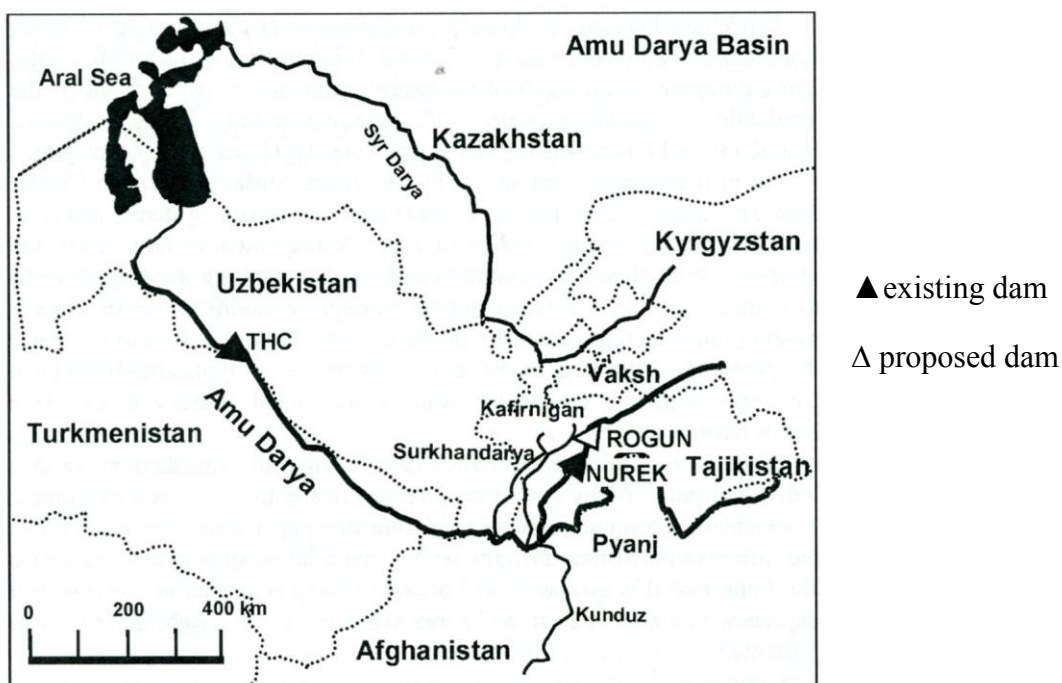 Amu Darya Basin
Aral Sea
Kazakhstan
Syr Darya
Kyrgyzstan
Uzbekistan
▲existing dam
THC
Δ proposed dam
Vaksh
Kafirnigan
Amu Darya
Turkmenistan
Surkhandarya
ROGUN
NUREK
Tajikistan
Pyanj
0 200 400 km
Kunduz
Afghanistan